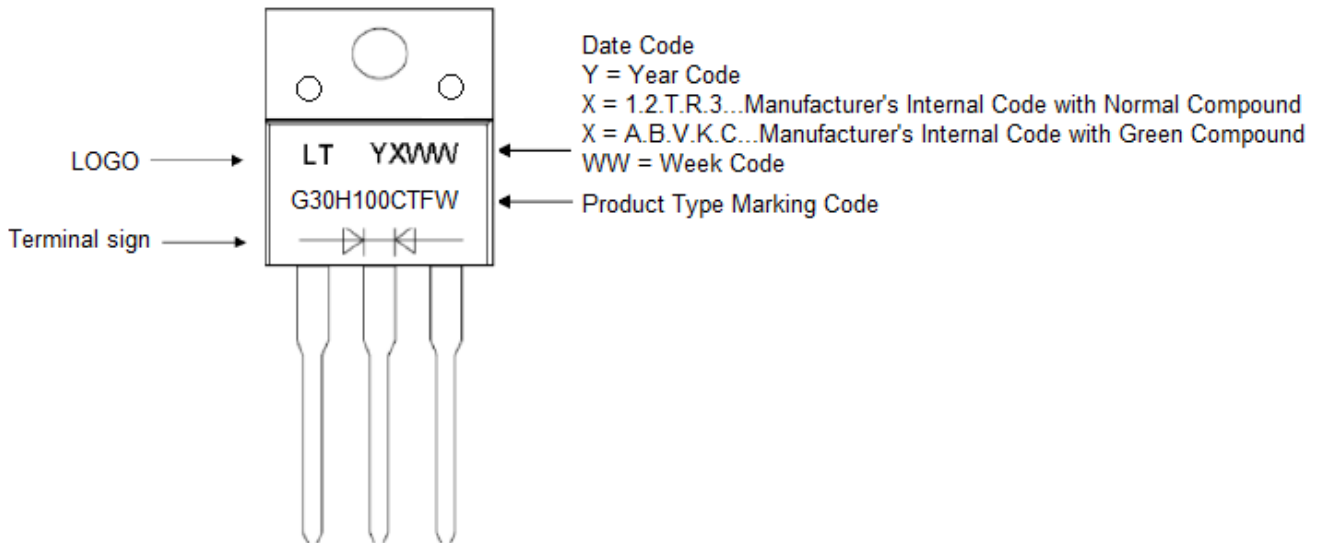 Date Code
Y = Year Code
X = 1.2.T.R.3...Manufacturer's Internal Code with Normal Compound
X = A.B.V.K.C...Manufacturer's Internal Code with Green Compound
WW = Week Code
LOGO
LT YXWW
G30H100CTFW
Product Type Marking Code
Terminal sign